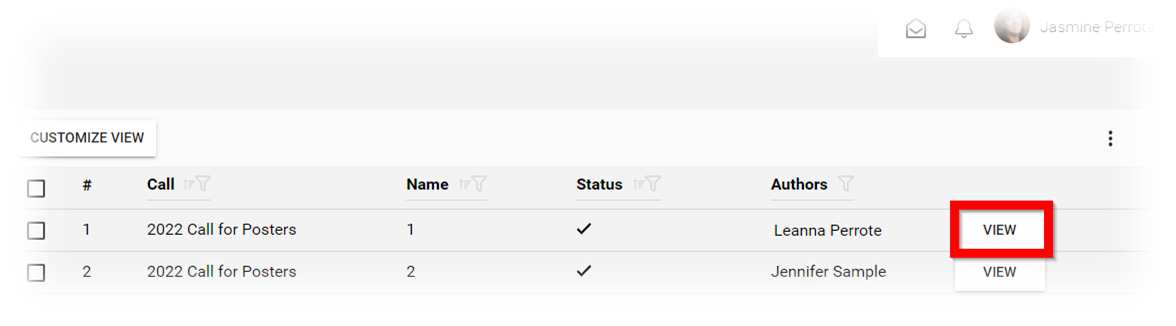 Jasmine Perrote
CUSTOMIZE VIEW
# Call Name Status Authors
1 2022 Call for Posters 1 Leanna Perrote VIEW
2 2022 Call for Posters 2 Jennifer Sample VIEW